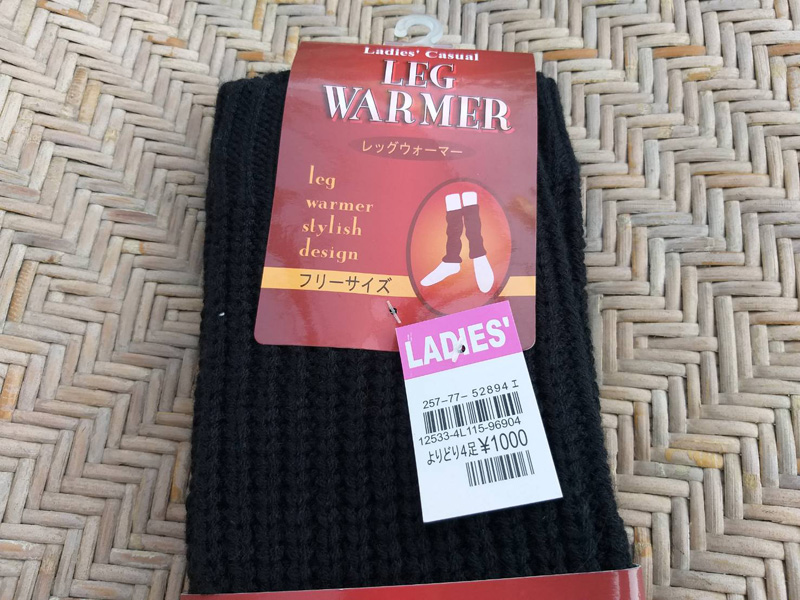 Ladies' Casual
LEG
WARMER
レッグウォーマー
leg
warmer
stylish
design
フリーサイズ
LADIES'
257-77- 52894 エ
12533-4L115-96904
よりどり4足 ¥1000